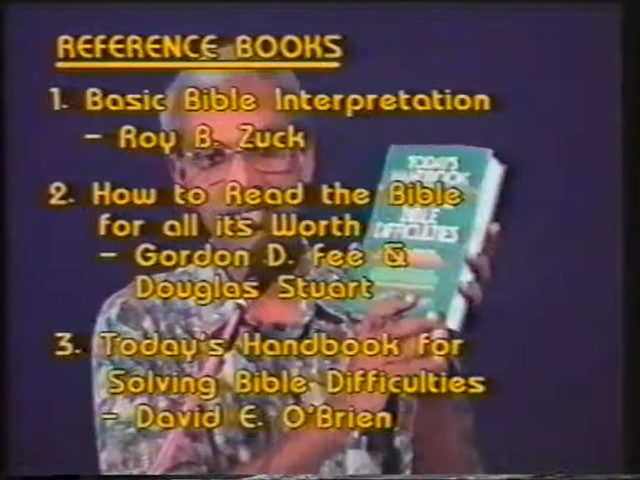 REFERENCE BOOKS
1. Basic Bible Interpretation
- Roy B. Zuck
2. How to Read the Bible
for all it's Worth
- Gordon D. Fee &
Douglas Stuart
3. Today's Handbook for
Solving Bible Difficulties
- David E. O'Brien
TODAY'S
HANDBOOK
BIBLE
DIFFICULTIES